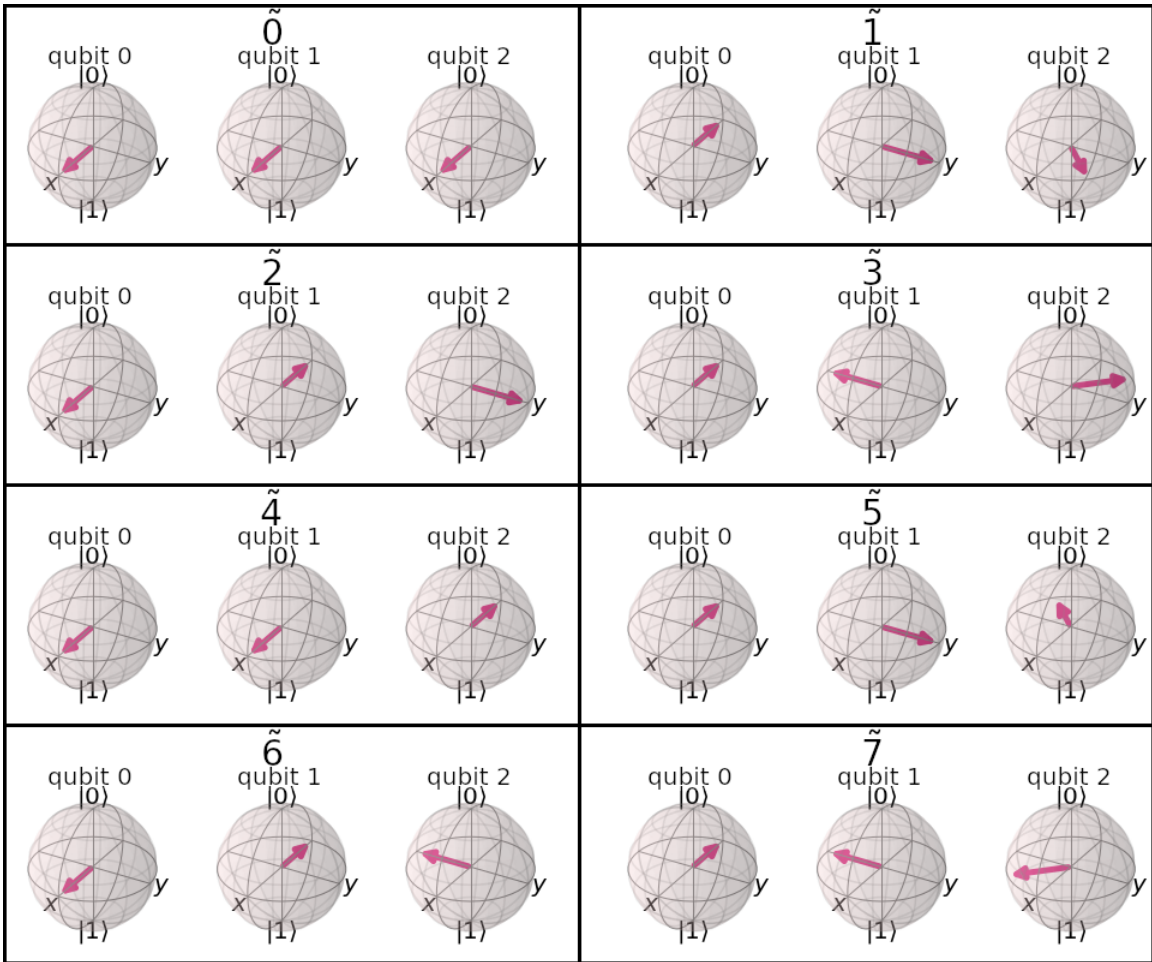 0̃
qubit 0 qubit 1 qubit 2
|0⟩ |0⟩ |0⟩
y y y
x x x
|1⟩ |1⟩ |1⟩
1̃
qubit 0 qubit 1 qubit 2
|0⟩ |0⟩ |0⟩
y y y
x x x
|1⟩ |1⟩ |1⟩
2̃
qubit 0 qubit 1 qubit 2
|0⟩ |0⟩ |0⟩
y y y
x x x
|1⟩ |1⟩ |1⟩
3̃
qubit 0 qubit 1 qubit 2
|0⟩ |0⟩ |0⟩
y y y
x x x
|1⟩ |1⟩ |1⟩
4̃
qubit 0 qubit 1 qubit 2
|0⟩ |0⟩ |0⟩
y y y
x x x
|1⟩ |1⟩ |1⟩
5̃
qubit 0 qubit 1 qubit 2
|0⟩ |0⟩ |0⟩
y y y
x x x
|1⟩ |1⟩ |1⟩
6̃
qubit 0 qubit 1 qubit 2
|0⟩ |0⟩ |0⟩
y y y
x x x
|1⟩ |1⟩ |1⟩
7̃
qubit 0 qubit 1 qubit 2
|0⟩ |0⟩ |0⟩
y y y
x x x
|1⟩ |1⟩ |1⟩